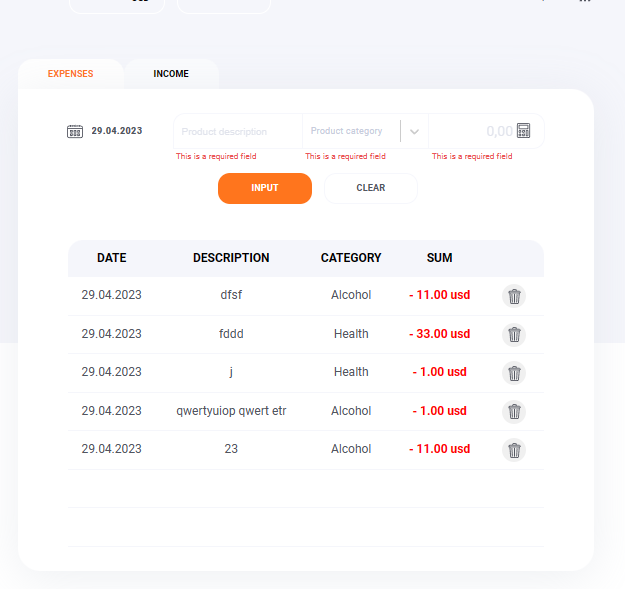 EXPENSES INCOME
29.04.2023 Product description Product category 0,00
This is a required field This is a required field This is a required field
INPUT CLEAR
DATE DESCRIPTION CATEGORY SUM
29.04.2023 dfsf Alcohol - 11.00 usd
29.04.2023 fddd Health - 33.00 usd
29.04.2023 j Health - 1.00 usd
29.04.2023 qwertyuiop qwert etr Alcohol - 1.00 usd
29.04.2023 23 Alcohol - 11.00 usd